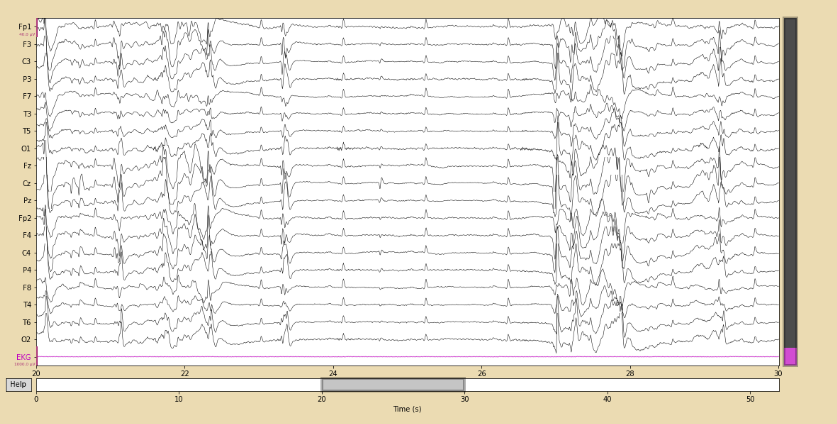 Fp1
F3
C3
P3
F7
T3
T5
O1
Fz
Cz
Pz
Fp2
F4
C4
P4
F8
T4
T6
O2
EKG
20 22 24 26 28 30
Help
0 10 20 30 40 50
Time (s)